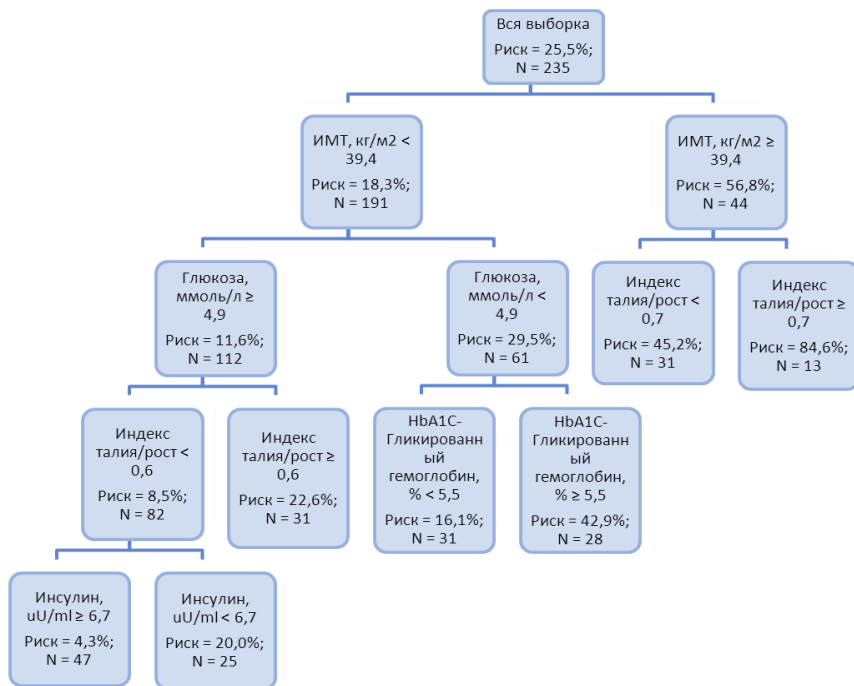 Вся выборка
Риск = 25,5%;
N = 235
ИМТ, кг/м2 <
39,4
Риск = 18,3%;
N = 191
ИМТ, кг/м2 ≥
39,4
Риск = 56,8%;
N = 44
Глюкоза,
ммоль/л ≥
4,9
Риск = 11,6%;
N = 112
Глюкоза,
ммоль/л <
4,9
Риск = 29,5%;
N = 61
Индекс
талия/рост <
0,7
Риск = 45,2%;
N = 31
Индекс
талия/рост ≥
0,7
Риск = 84,6%;
N = 13
Индекс
талия/рост <
0,6
Риск = 8,5%;
N = 82
Индекс
талия/рост ≥
0,6
Риск = 22,6%;
N = 31
HbA1C-
Гликированн
ый
гемоглобин,
% < 5,5
Риск = 16,1%;
N = 31
HbA1C-
Гликированн
ый
гемоглобин,
% ≥ 5,5
Риск = 42,9%;
N = 28
Инсулин,
uU/ml ≥ 6,7
Риск = 4,3%;
N = 47
Инсулин,
uU/ml < 6,7
Риск = 20,0%;
N = 25